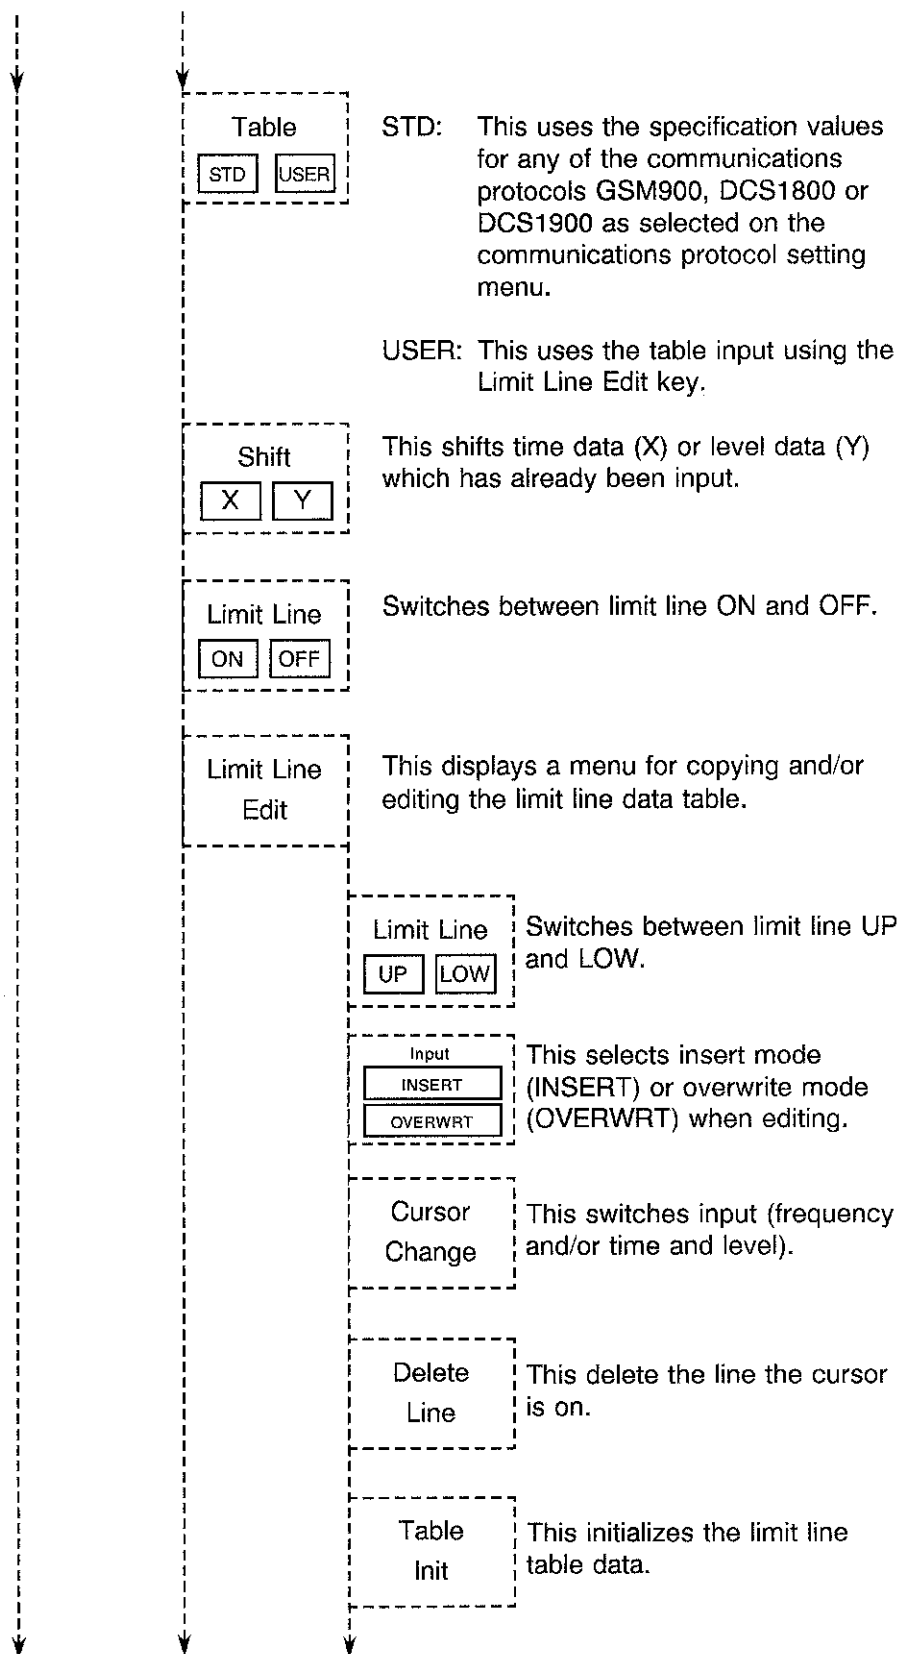 Table
STD USER
STD: This uses the specification values
for any of the communications
protocols GSM900, DCS1800 or
DCS1900 as selected on the
communications protocol setting
menu.
USER: This uses the table input using the
Limit Line Edit key.
Shift
X Y
This shifts time data (X) or level data (Y)
which has already been input.
Limit Line
ON OFF
Switches between limit line ON and OFF.
Limit Line
Edit
This displays a menu for copying and/or
editing the limit line data table.
Limit Line
UP LOW
Switches between limit line UP
and LOW.
Input
INSERT
OVERWRT
This selects insert mode
(INSERT) or overwrite mode
(OVERWRT) when editing.
Cursor
Change
This switches input (frequency
and/or time and level).
Delete
Line
This delete the line the cursor
is on.
Table
Init
This initializes the limit line
table data.